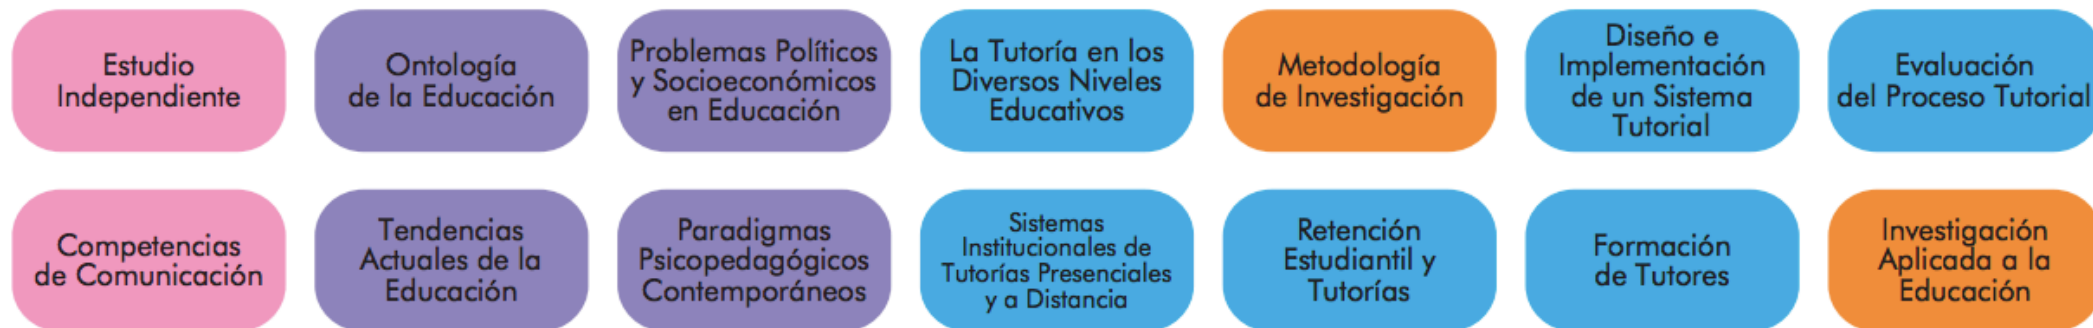 Estudio
Independiente
Ontología
de la Educación
Problemas Políticos
y Socioeconómicos
en Educación
La Tutoría en los
Diversos Niveles
Educativos
Metodología
de Investigación
Diseño e
Implementación
de un Sistema
Tutorial
Evaluación
del Proceso Tutorial
Competencias
de Comunicación
Tendencias
Actuales de la
Educación
Paradigmas
Psicopedagógicos
Contemporáneos
Sistemas
Institucionales de
Tutorías Presenciales
y a Distancia
Retención
Estudiantil y
Tutorías
Formación
de Tutores
Investigación
Aplicada a la
Educación